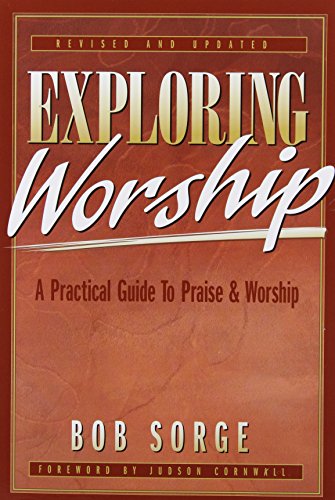 REVISED AND UPDATED
EXPLORING
Worship
A Practical Guide To Praise & Worship
BOB SORGE
FOREWORD BY JUDSON CORNWALL